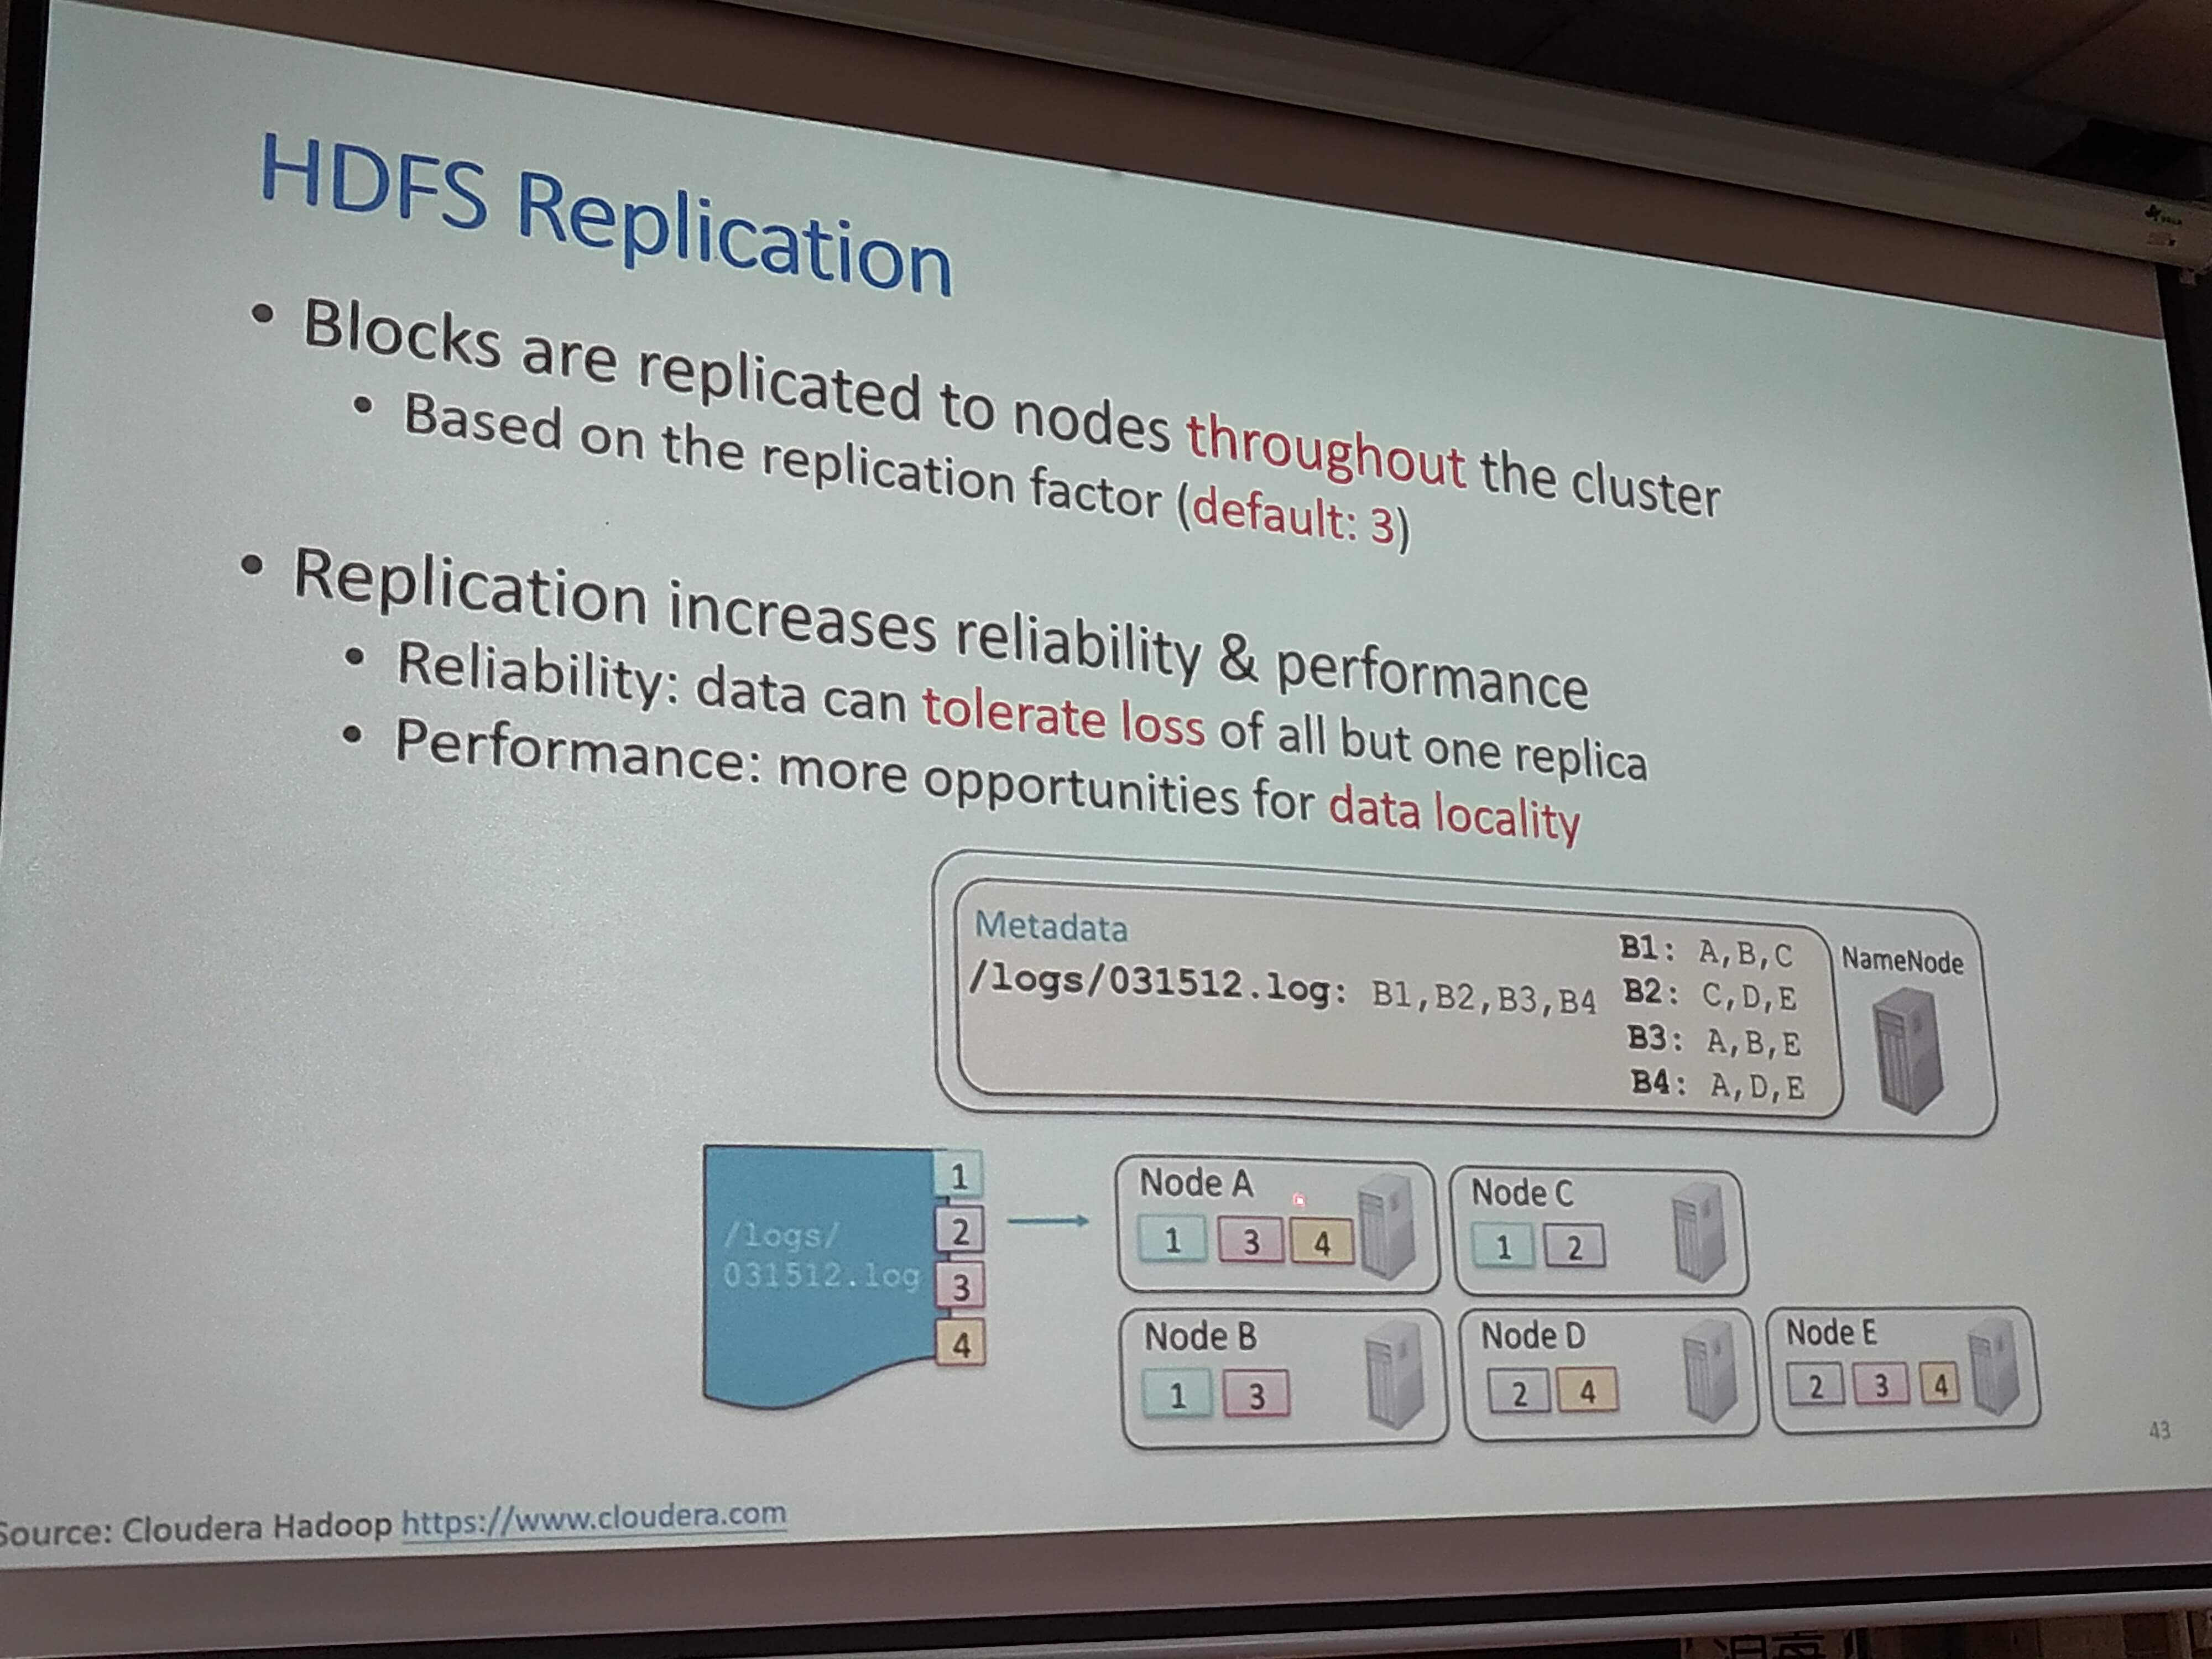 HDFS Replication
• Blocks are replicated to nodes throughout the cluster
• Based on the replication factor (default: 3)
• Replication increases reliability & performance
• Reliability: data can tolerate loss of all but one replica
• Performance: more opportunities for data locality
Metadata
/logs/031512.log: B1,B2,B3,B4
B1: A,B,C
B2: C,D,E
B3: A,B,E
B4: A,D,E
NameNode
/logs/
031512.log
1
2
3
4
Node A
1 3 4
Node C
1 2
Node B
1 3
Node D
2 4
Node E
2 3 4
43
Source: Cloudera Hadoop https://www.cloudera.com